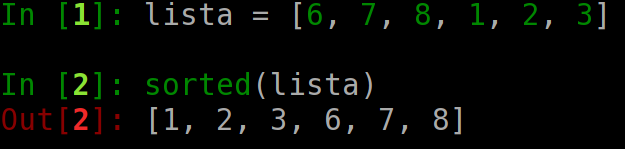 In [1]: lista = [6, 7, 8, 1, 2, 3]
In [2]: sorted(lista)
Out[2]: [1, 2, 3, 6, 7, 8]